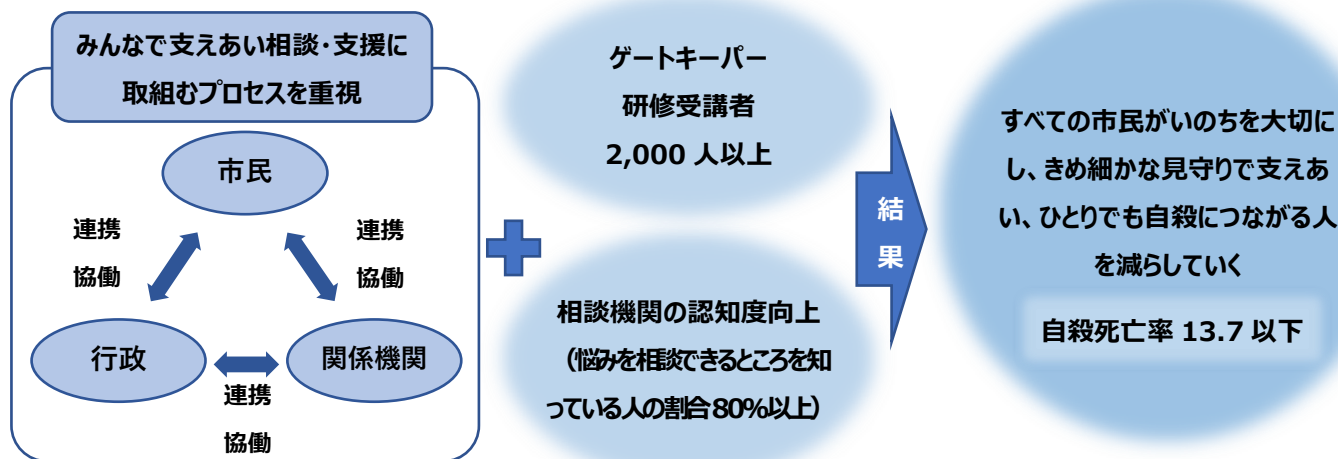 みんなで支えあい相談・支援に
取組むプロセスを重視
市民
連携
協働
連携
協働
行政
関係機関
連携
協働
ゲートキーパー
研修受講者
2,000 人以上
相談機関の認知度向上
（悩みを相談できるところを知
っている人の割合80%以上）
結
果
すべての市民がいのちを大切に
し、きめ細かな見守りで支えあ
い、ひとりでも自殺につながる人
を減らしていく
自殺死亡率 13.7 以下